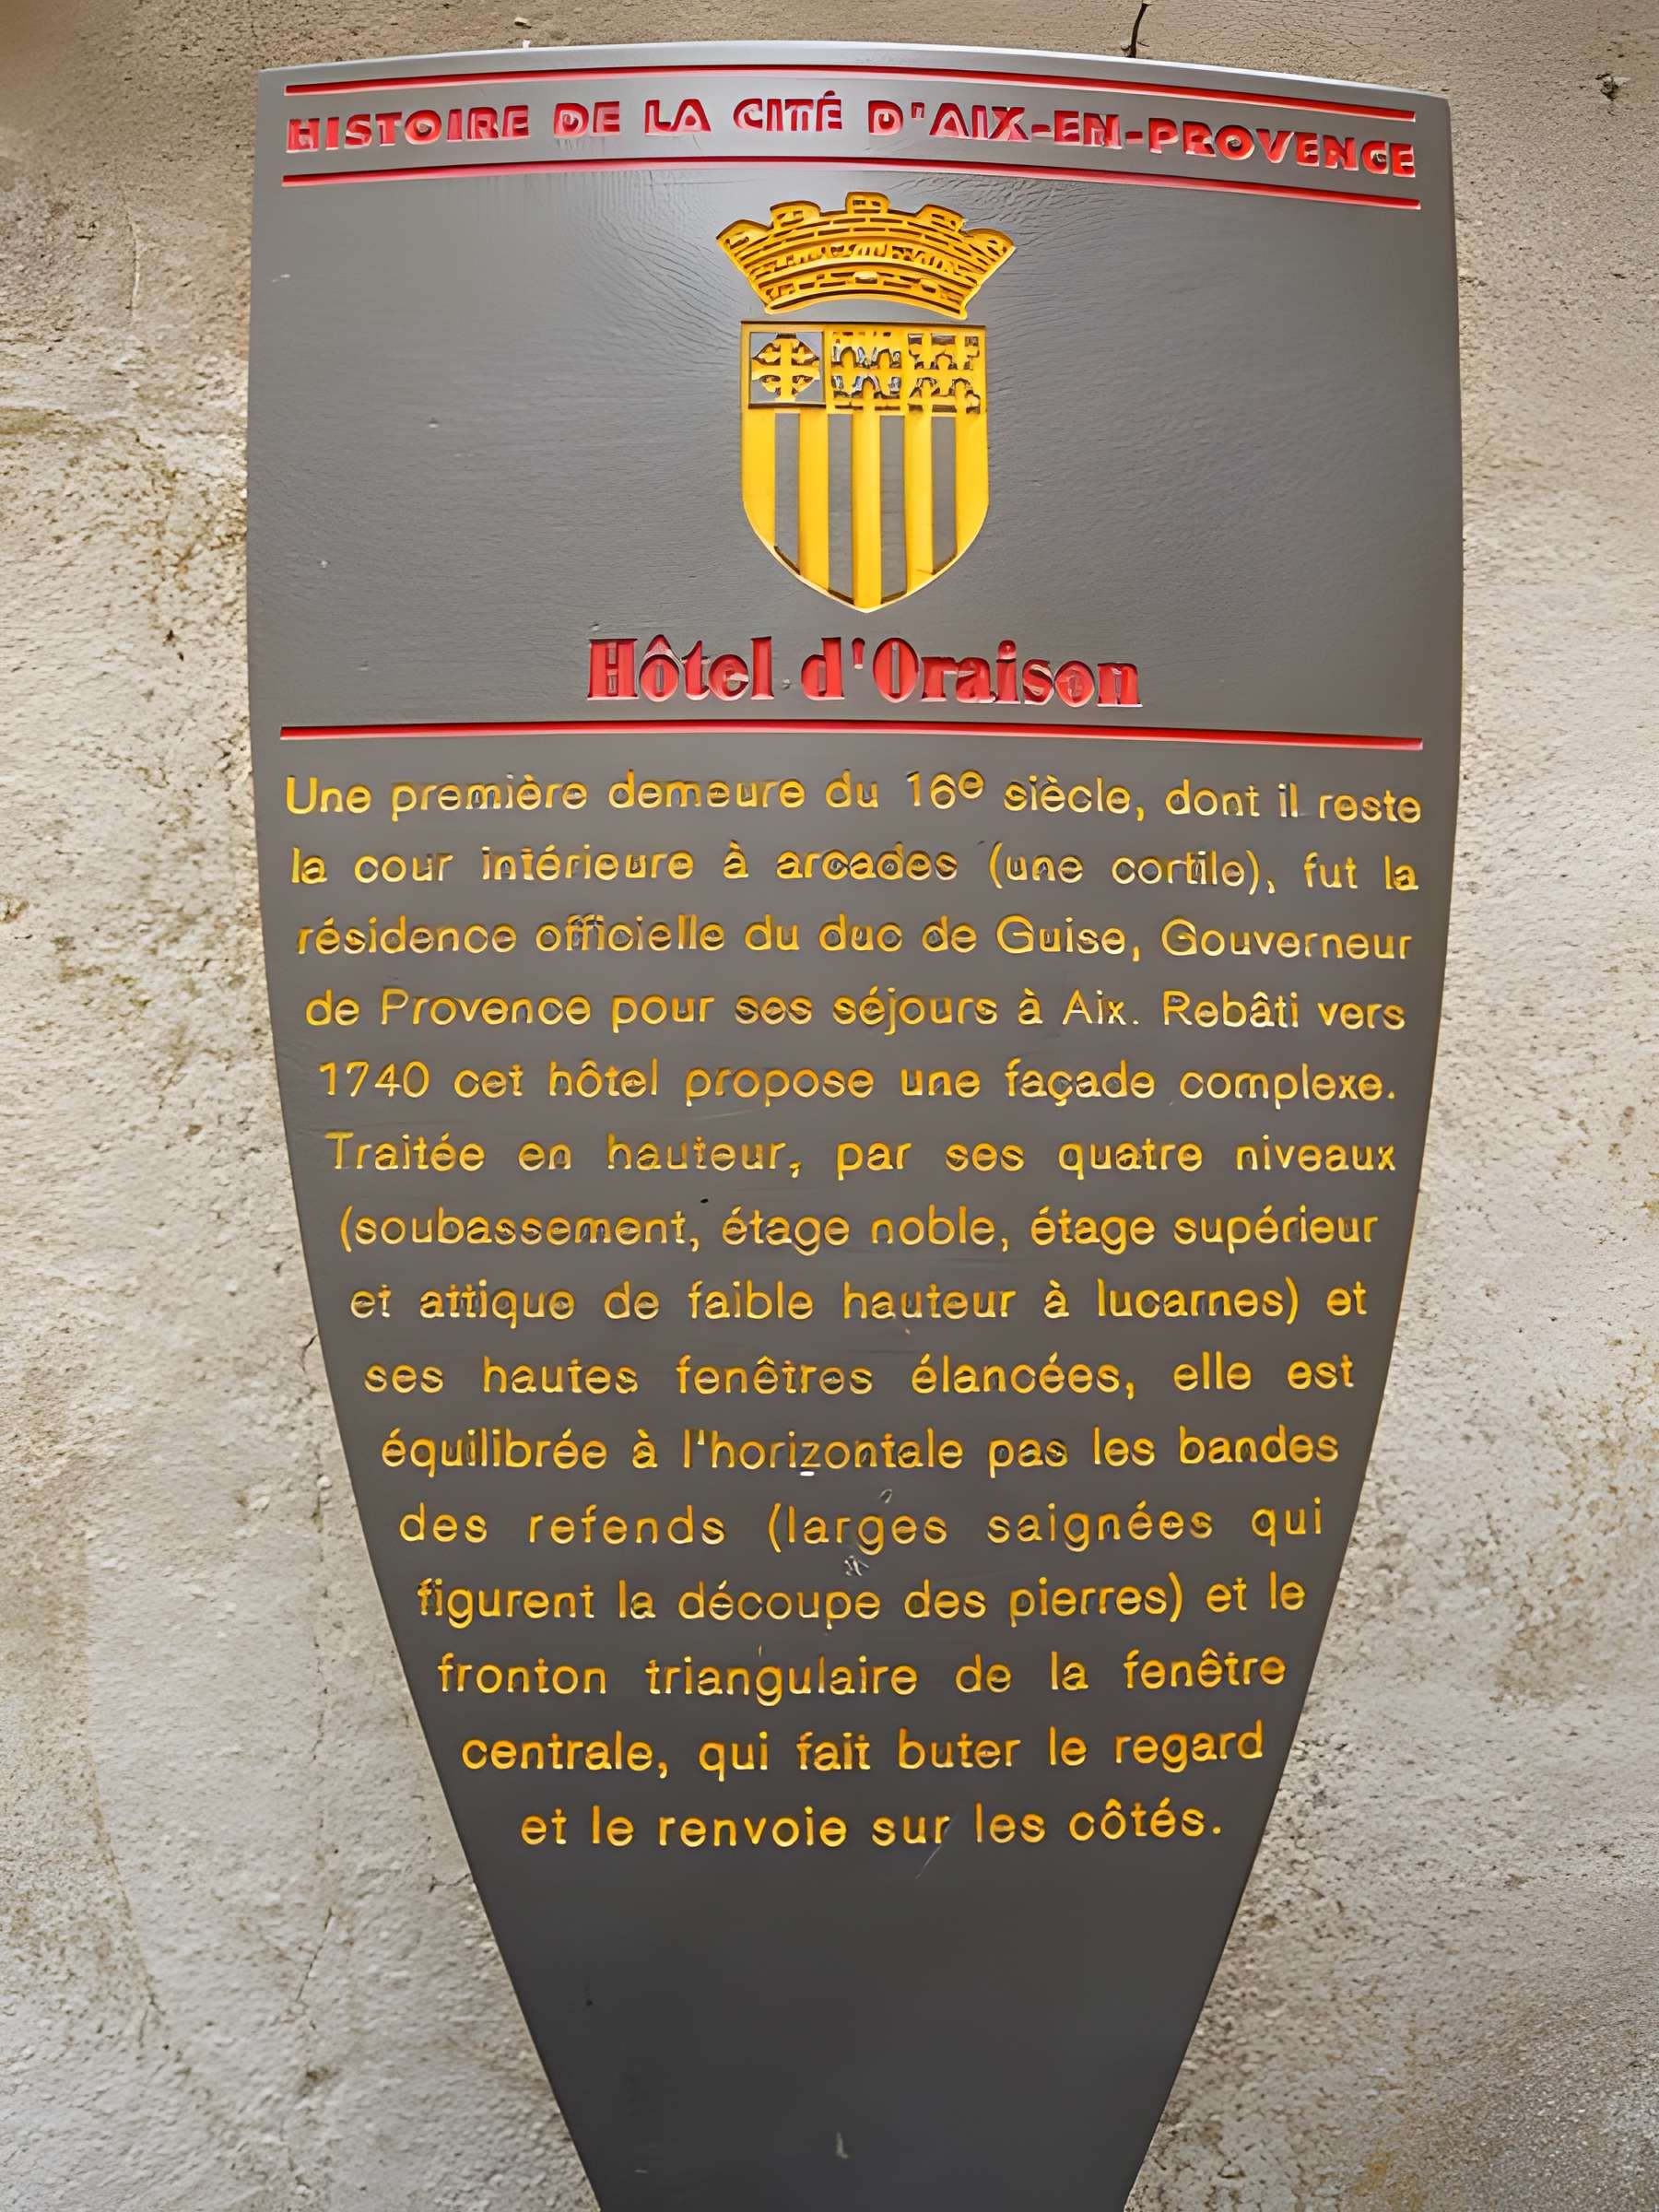 HISTOIRE DE LA CITÉ D'AIX-EN-PROVENCE
Hôtel d'Oraison
Une première demeure du 16e siècle, dont il reste
la cour intérieure à arcades (une cortile), fut la
résidence officielle du duc de Guise, Gouverneur
de Provence pour ses séjours à Aix. Rebâti vers
1740 cet hôtel propose une façade complexe.
Traitée en hauteur, par ses quatre niveaux
(soubassement, étage noble, étage supérieur
et attique de faible hauteur à lucarnes) et
ses hautes fenêtres élancées, elle est
équilibrée à l'horizontale pas les bandes
des refends (larges saignées qui
figurent la découpe des pierres) et le
fronton triangulaire de la fenêtre
centrale, qui fait buter le regard
et le renvoie sur les côtés.